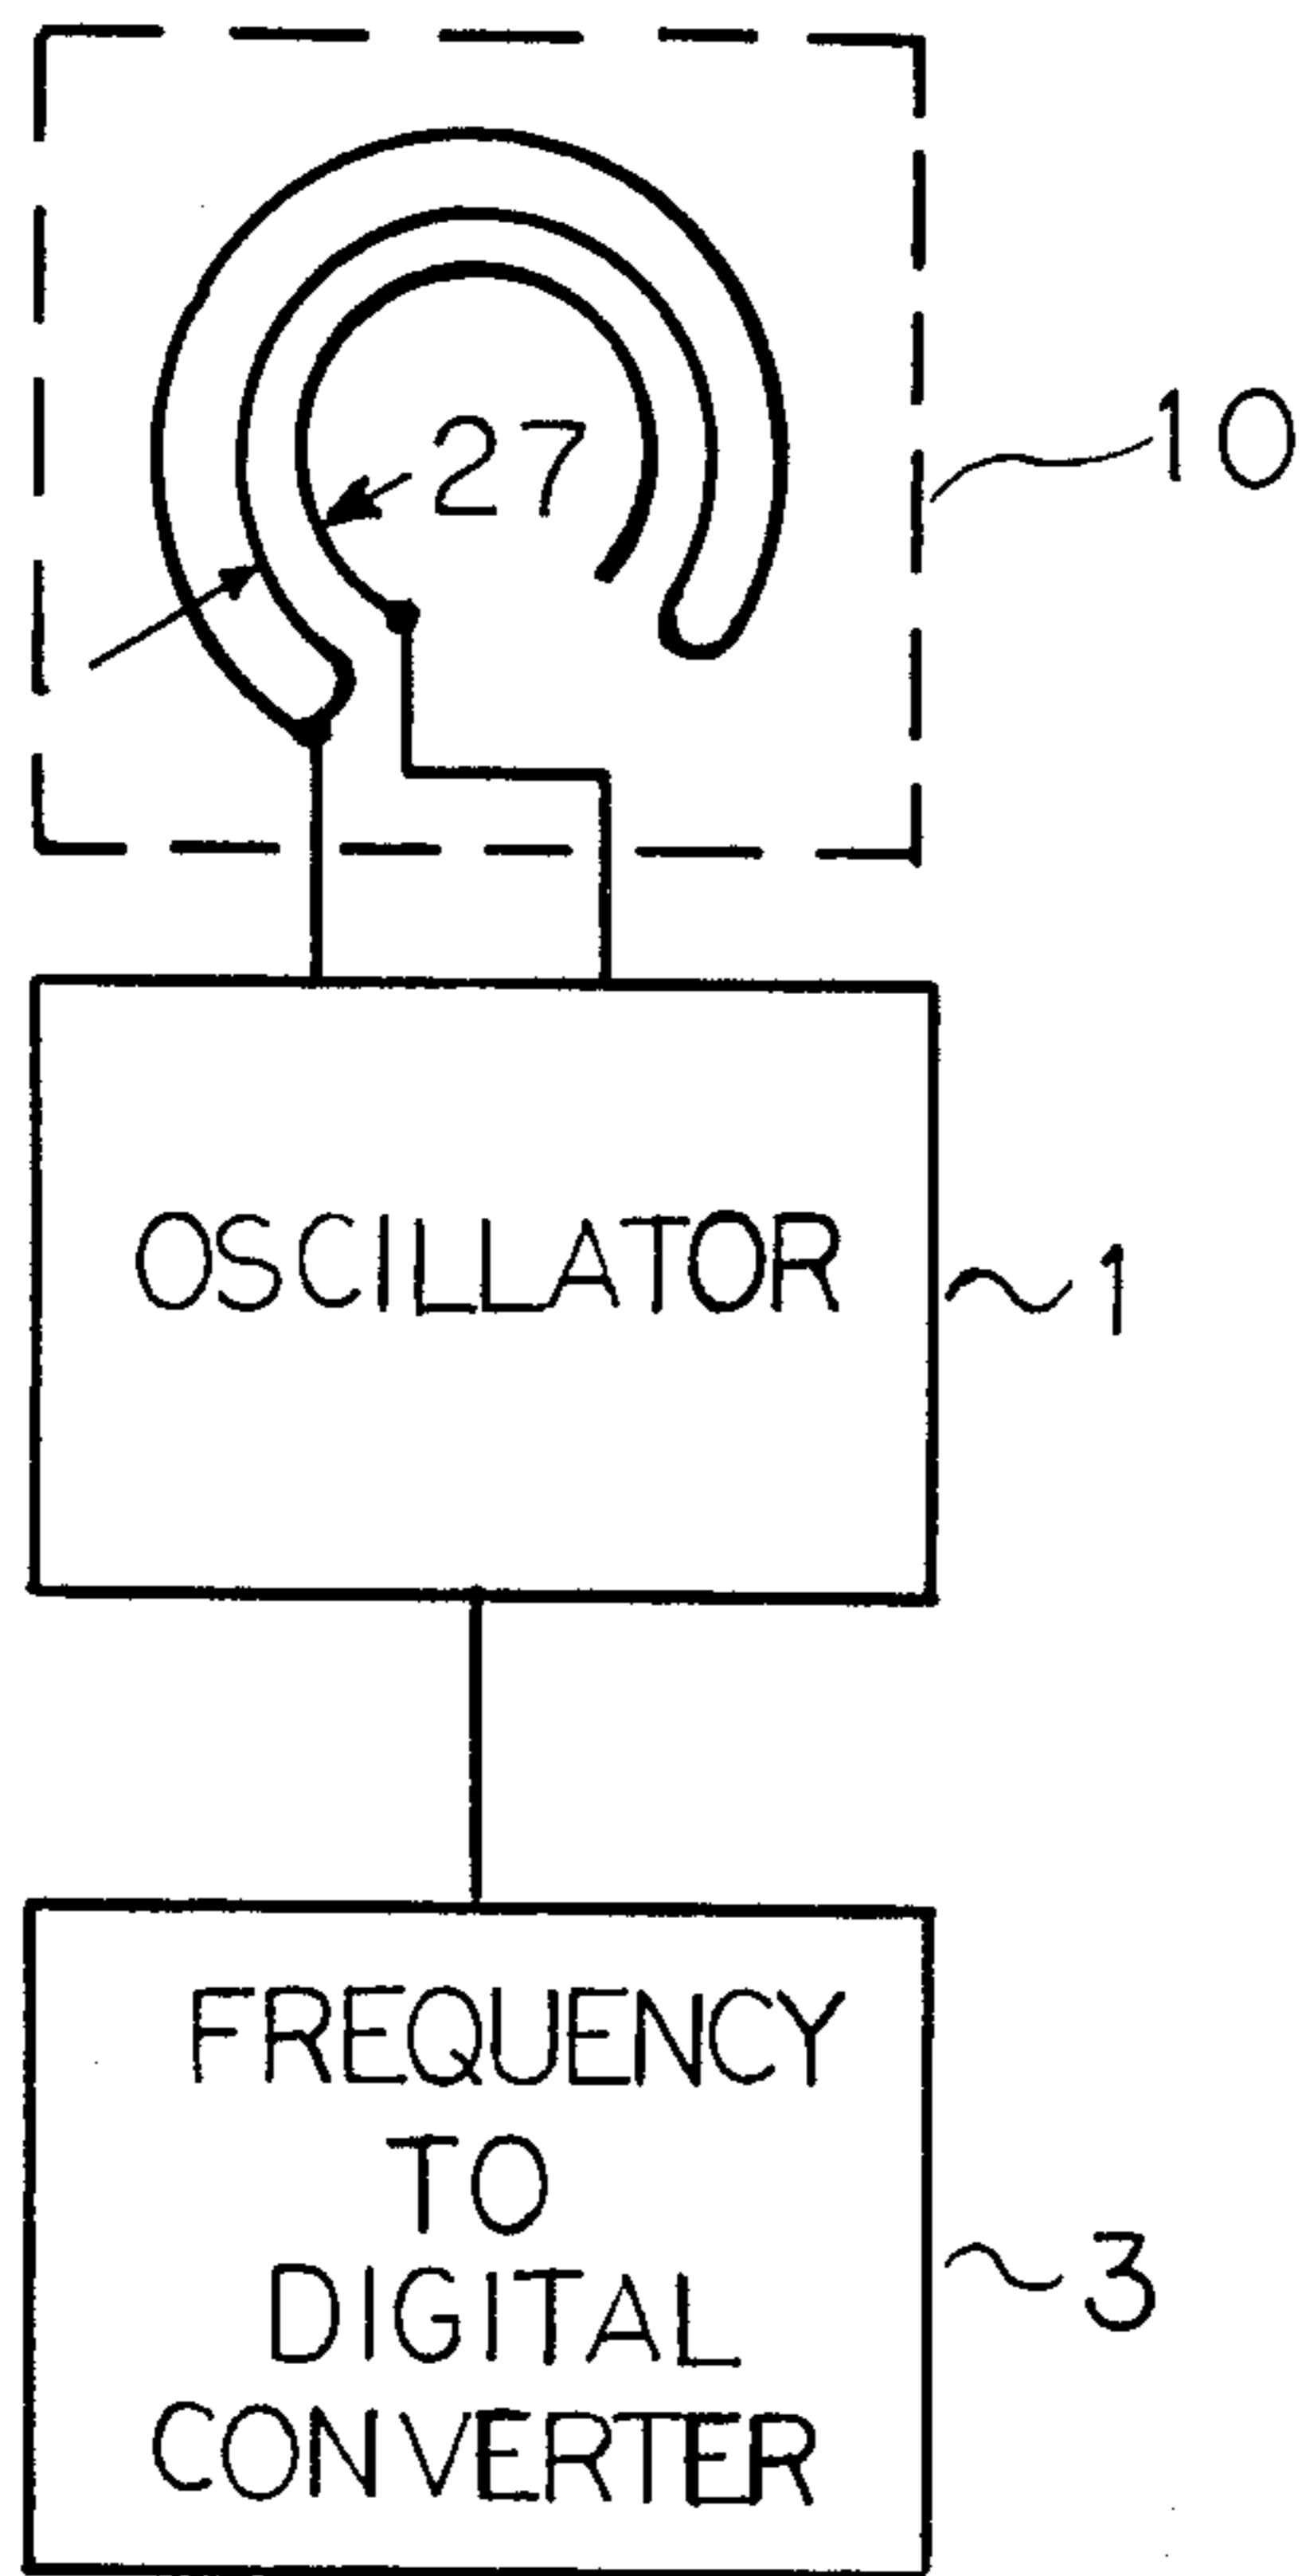 27
10
OSCILLATOR
1
FREQUENCY
TO
DIGITAL
CONVERTER
3